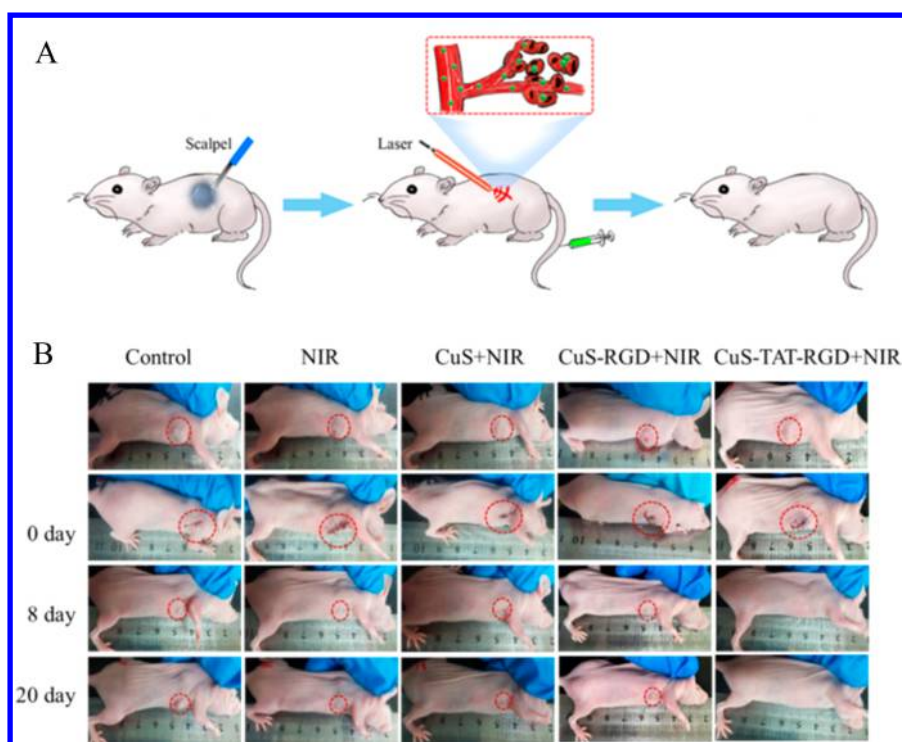 A
Scalpel
Laser
B
Control NIR CuS+NIR CuS-RGD+NIR CuS-TAT-RGD+NIR
0 day
8 day
20 day